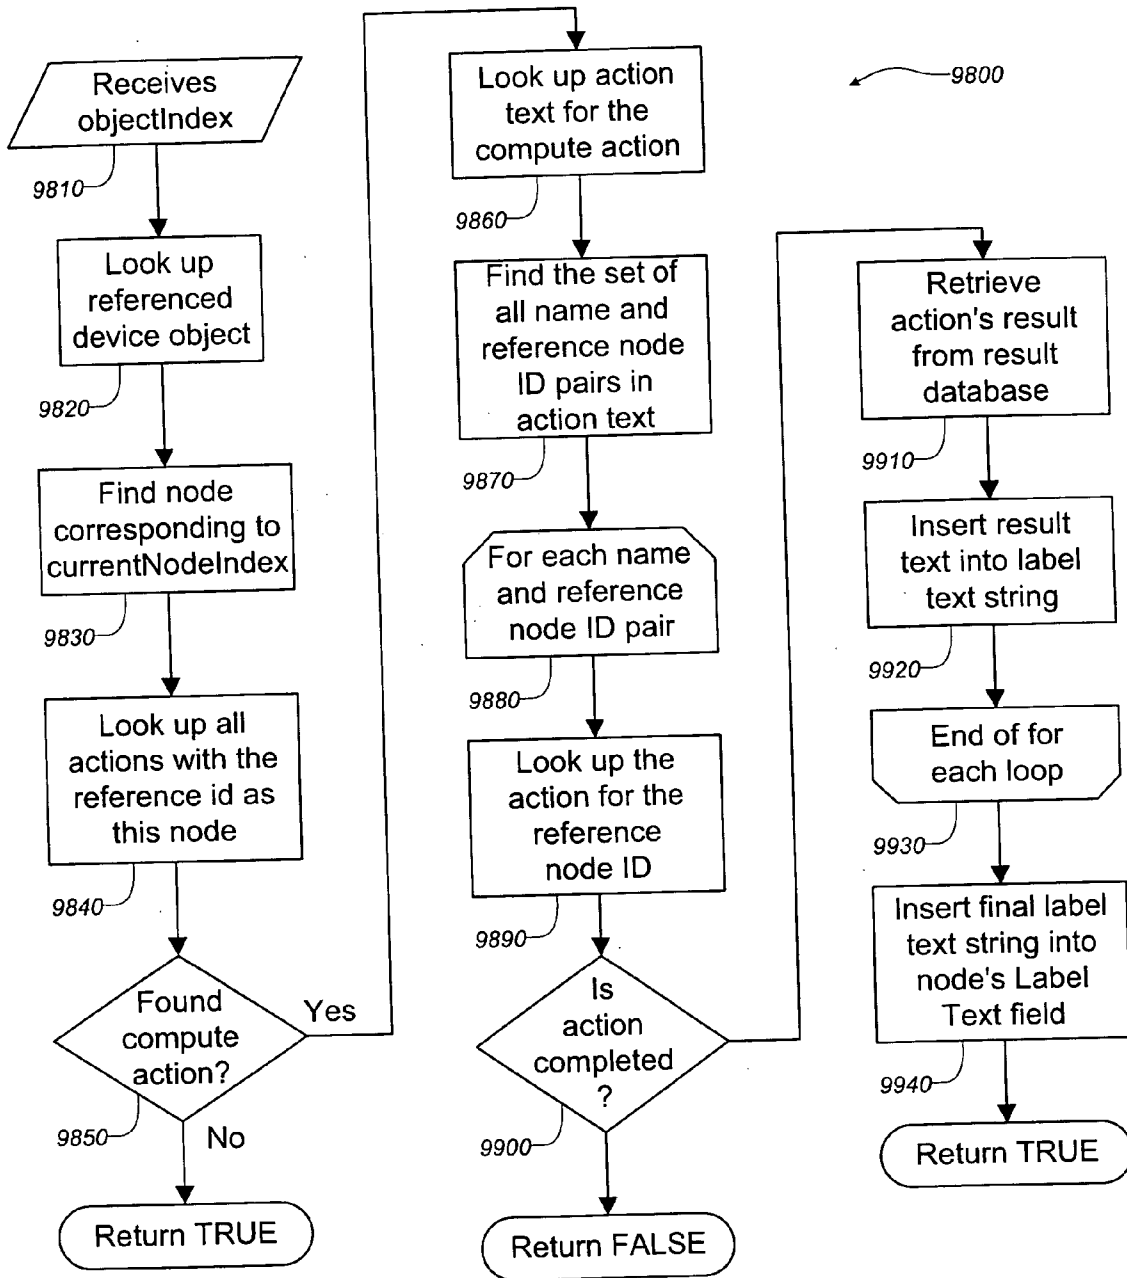 Receives
objectIndex
9810
Look up
referenced
device object
9820
Find node
corresponding to
currentNodeIndex
9830
Look up all
actions with the
reference id as
this node
9840
Found
compute
action?
Yes
9850
No
Return TRUE
Look up action
text for the
compute action
9860
Find the set of
all name and
reference node
ID pairs in
action text
9870
For each name
and reference
node ID pair
9880
Look up the
action for the
reference
node ID
9890
Is
action
completed
?
9900
Return FALSE
9800
Retrieve
action's result
from result
database
9910
Insert result
text into label
text string
9920
End of for
each loop
9930
Insert final label
text string into
node's Label
Text field
9940
Return TRUE